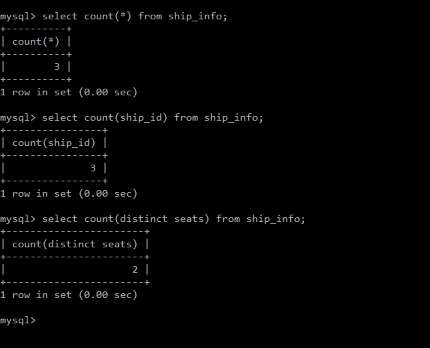 mysql> select count(*) from ship_info;
+----------+
| count(*) |
+----------+
|        3 |
+----------+
1 row in set (0.00 sec)
mysql> select count(ship_id) from ship_info;
+----------------+
| count(ship_id) |
+----------------+
|              3 |
+----------------+
1 row in set (0.00 sec)
mysql> select count(distinct seats) from ship_info;
+-----------------------+
| count(distinct seats) |
+-----------------------+
|                     2 |
+-----------------------+
1 row in set (0.00 sec)
mysql>